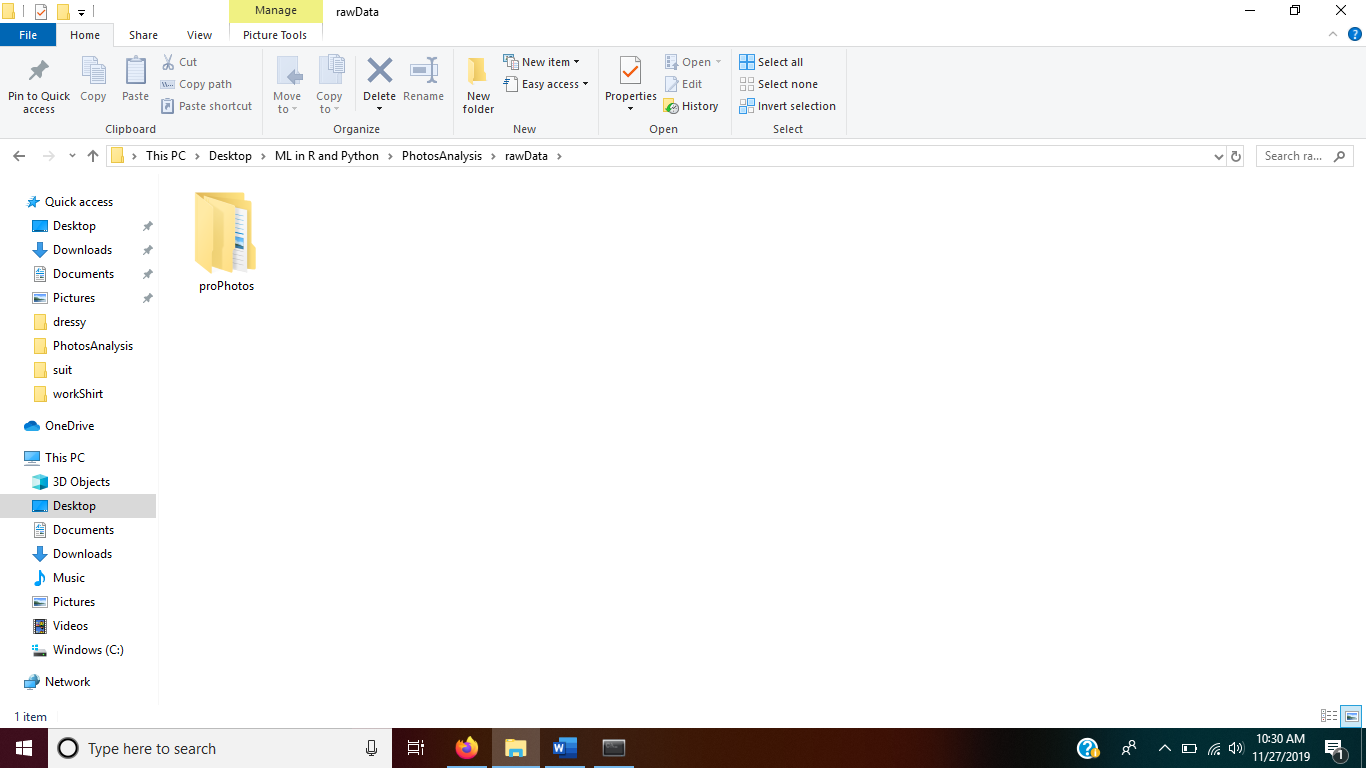 Manage
rawData
File
Home
Share
View
Picture Tools
Pin to Quick access
Copy
Paste
Cut
Copy path
Paste shortcut
Clipboard
Move to
Copy to
Delete
Rename
Organize
New folder
New item
Easy access
New
Properties
Open
Edit
History
Open
Select all
Select none
Invert selection
Select
This PC > Desktop > ML in R and Python > PhotosAnalysis > rawData >
Search ra...
Quick access
Desktop
Downloads
Documents
Pictures
dressy
PhotosAnalysis
suit
workShirt
OneDrive
This PC
3D Objects
Desktop
Documents
Downloads
Music
Pictures
Videos
Windows (C:)
Network
proPhotos
1 item
Type here to search
10:30 AM
11/27/2019
1